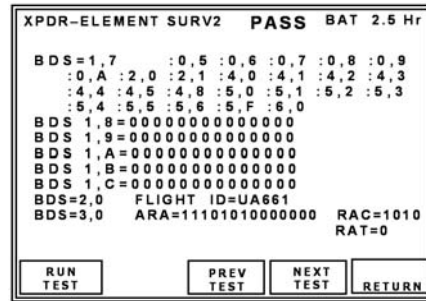 XPDR–ELEMENT SURV2 PASS BAT 2.5 Hr
BDS=1,7 :0,5 :0,6 :0,7 :0,8 :0,9
:0,A :2,0 :2,1 :4,0 :4,1 :4,2 :4,3
:4,4 :4,5 :4,8 :5,0 :5,1 :5,2 :5,3
:5,4 :5,5 :5,6 :5,F :6,0
BDS 1,8=00000000000000
BDS 1,9=00000000000000
BDS 1,A=00000000000000
BDS 1,B=00000000000000
BDS 1,C=00000000000000
BDS=2,0 FLIGHT ID=UA661
BDS=3,0 ARA=11101010000000 RAC=1010
RAT=0
RUN TEST PREV TEST NEXT TEST RETURN